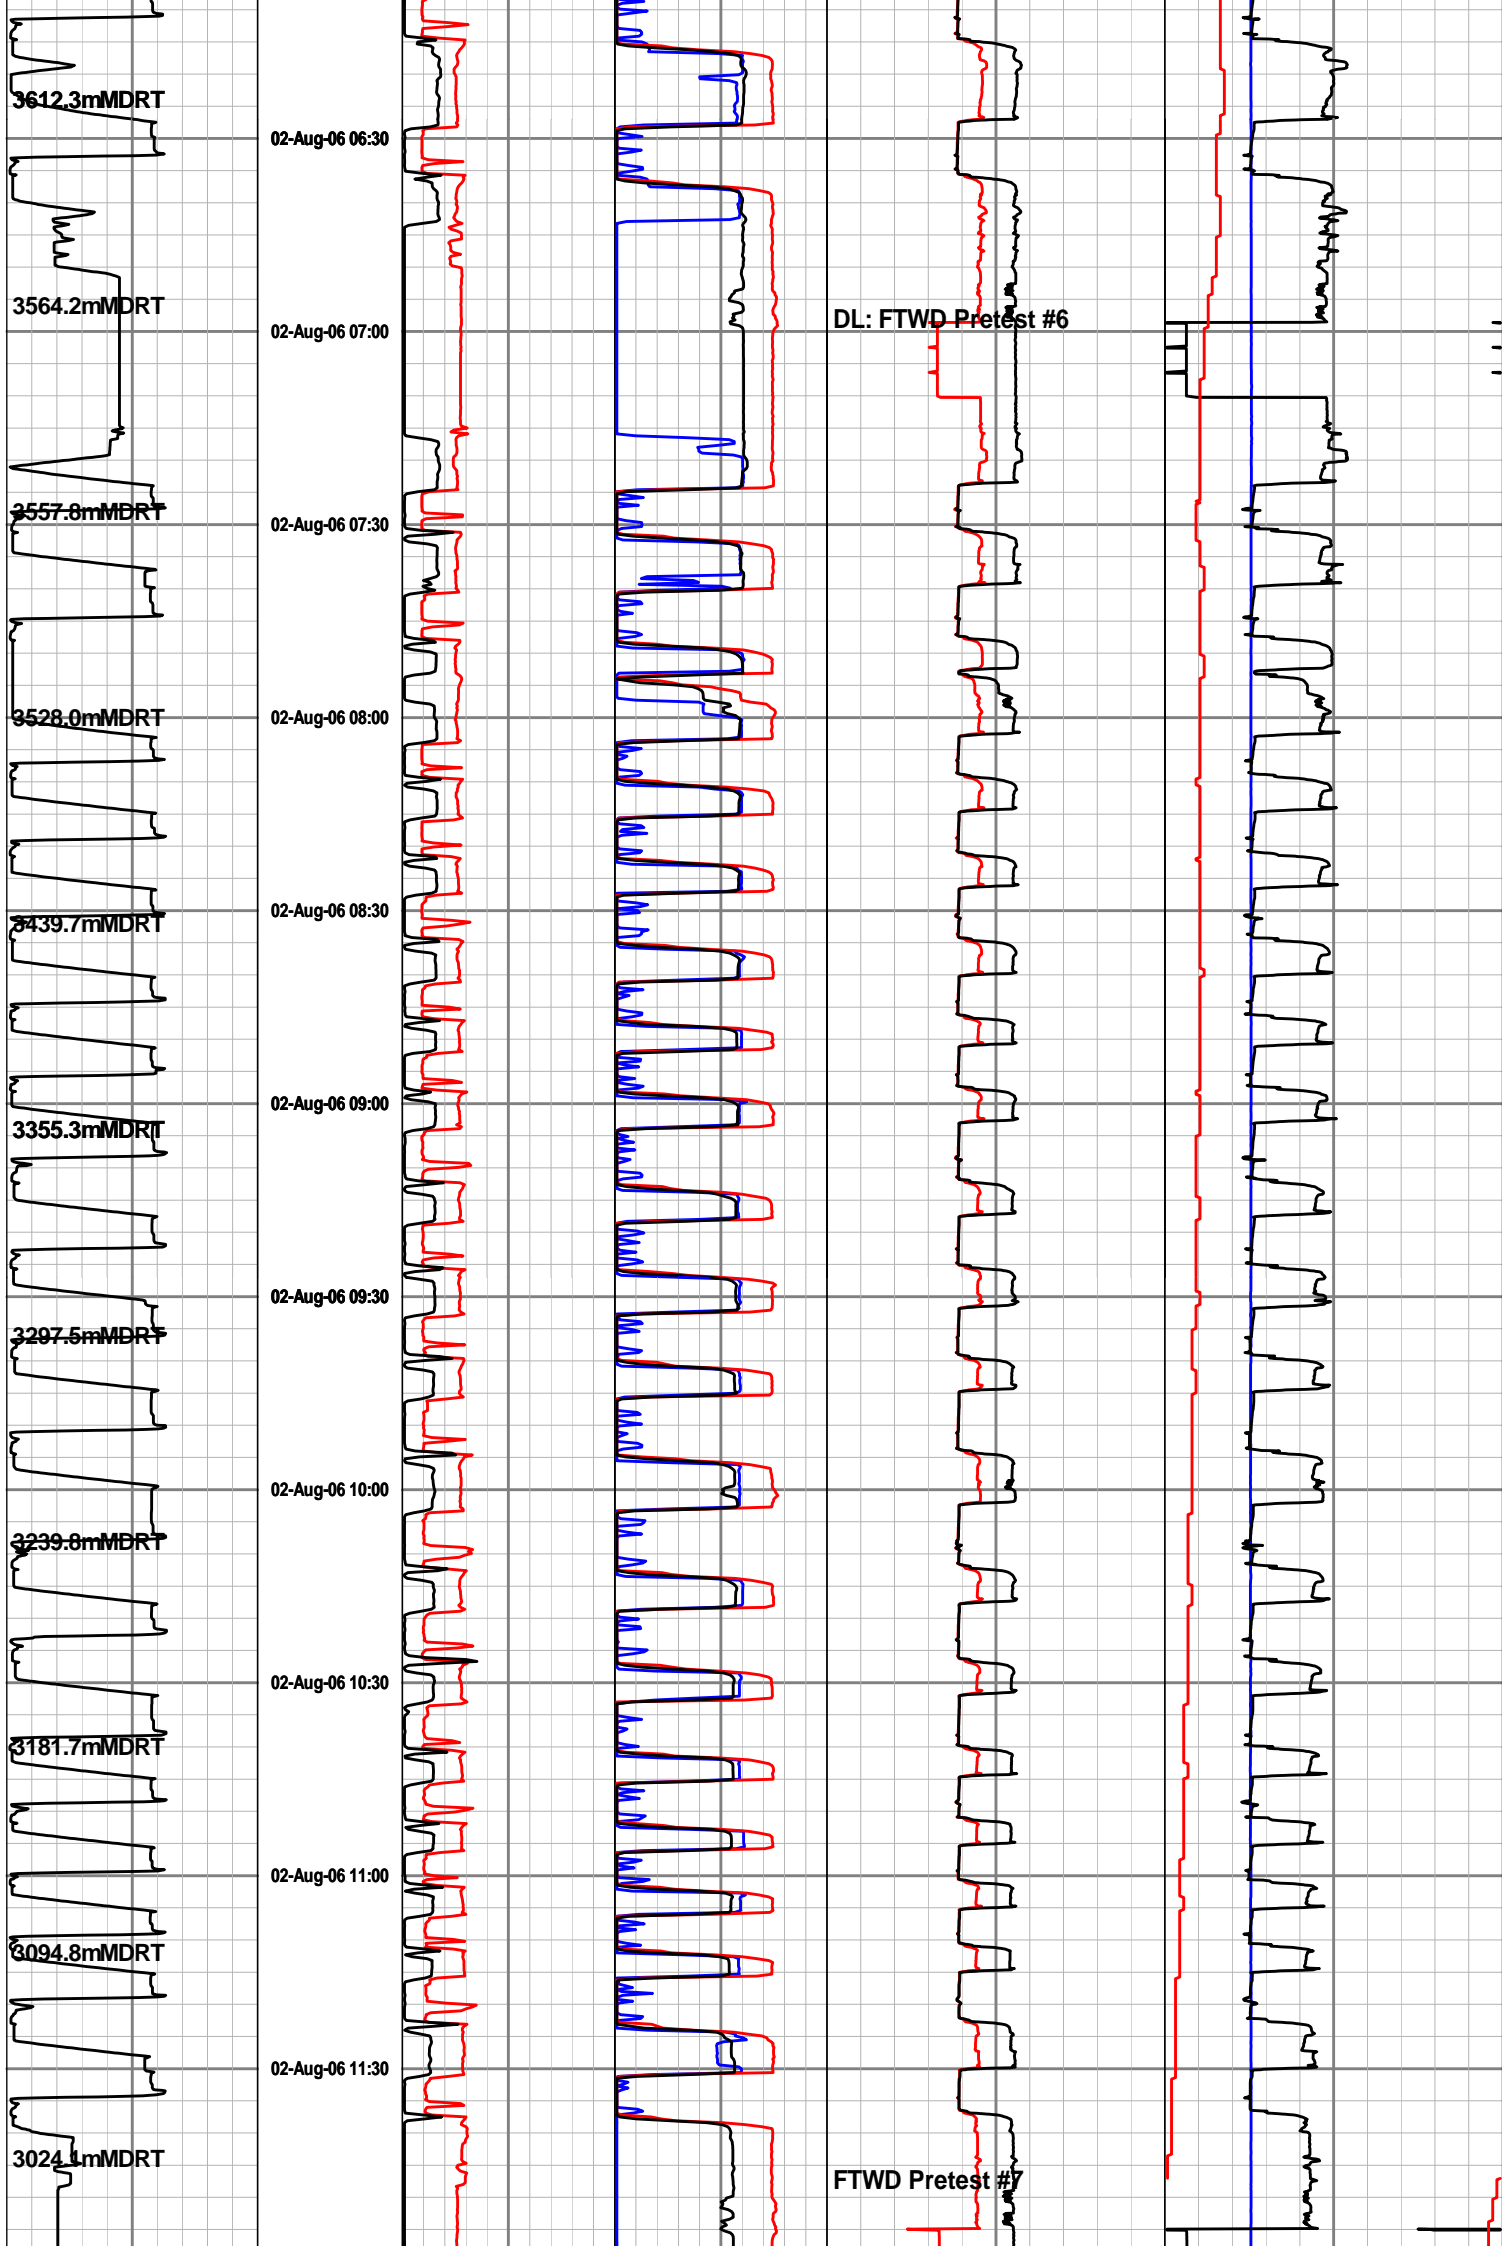 3612.3mMDRT
02-Aug-06 06:30
3564.2mMDRT
DL: FTWD Pretest #6
02-Aug-06 07:00
3557.8mMDRT
02-Aug-06 07:30
3528.0mMDRT
02-Aug-06 08:00
02-Aug-06 08:30
3439.7mMDRT
02-Aug-06 09:00
3355.3mMDRT
02-Aug-06 09:30
3297.5mMDRT
02-Aug-06 10:00
3239.8mMDRT
02-Aug-06 10:30
3181.7mMDRT
02-Aug-06 11:00
3094.8mMDRT
02-Aug-06 11:30
3024.1mMDRT
FTWD Pretest #7